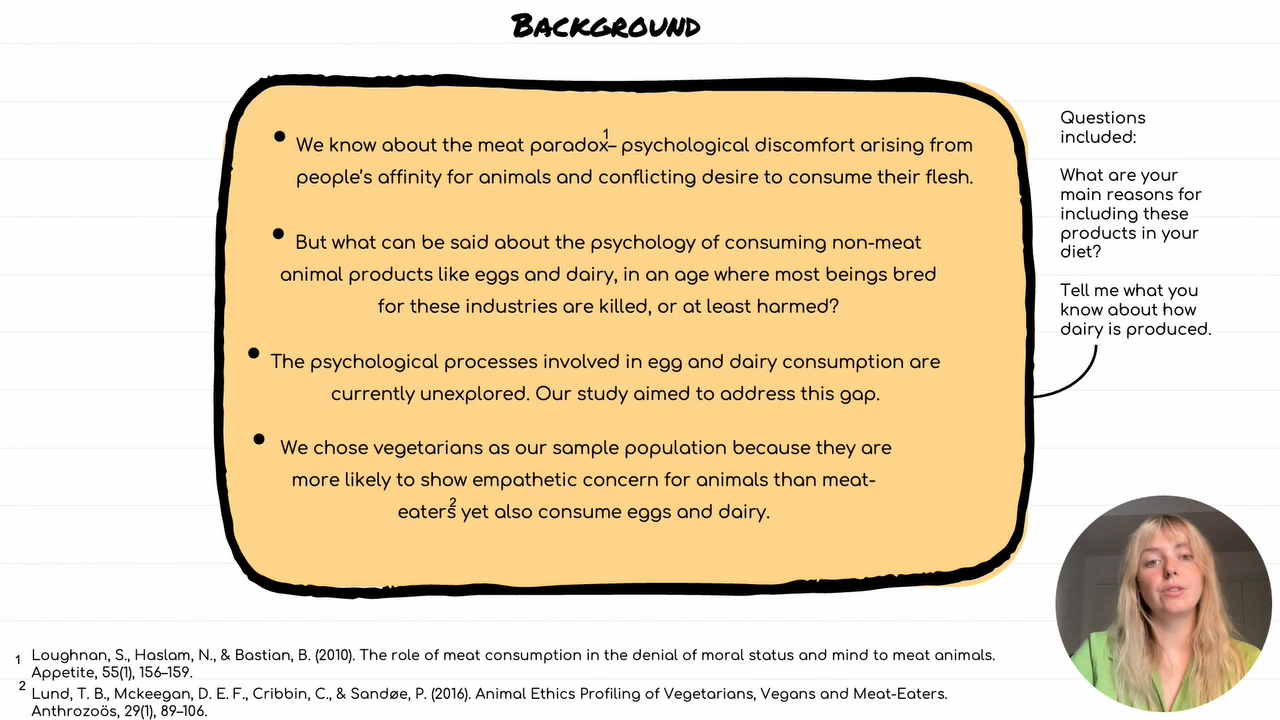 BACKGROUND
• We know about the meat paradox¹– psychological discomfort arising from
people's affinity for animals and conflicting desire to consume their flesh.
• But what can be said about the psychology of consuming non-meat
animal products like eggs and dairy, in an age where most beings bred
for these industries are killed, or at least harmed?
• The psychological processes involved in egg and dairy consumption are
currently unexplored. Our study aimed to address this gap.
• We chose vegetarians as our sample population because they are
more likely to show empathetic concern for animals than meat-
eaters² yet also consume eggs and dairy.
Questions
included:
What are your
main reasons for
including these
products in your
diet?
Tell me what you
know about how
dairy is produced.
1 Loughnan, S., Haslam, N., & Bastian, B. (2010). The role of meat consumption in the denial of moral status and mind to meat animals.
Appetite, 55(1), 156–159.
2 Lund, T. B., Mckeegan, D. E. F., Cribbin, C., & Sandøe, P. (2016). Animal Ethics Profiling of Vegetarians, Vegans and Meat-Eaters.
Anthrozoös, 29(1), 89–106.